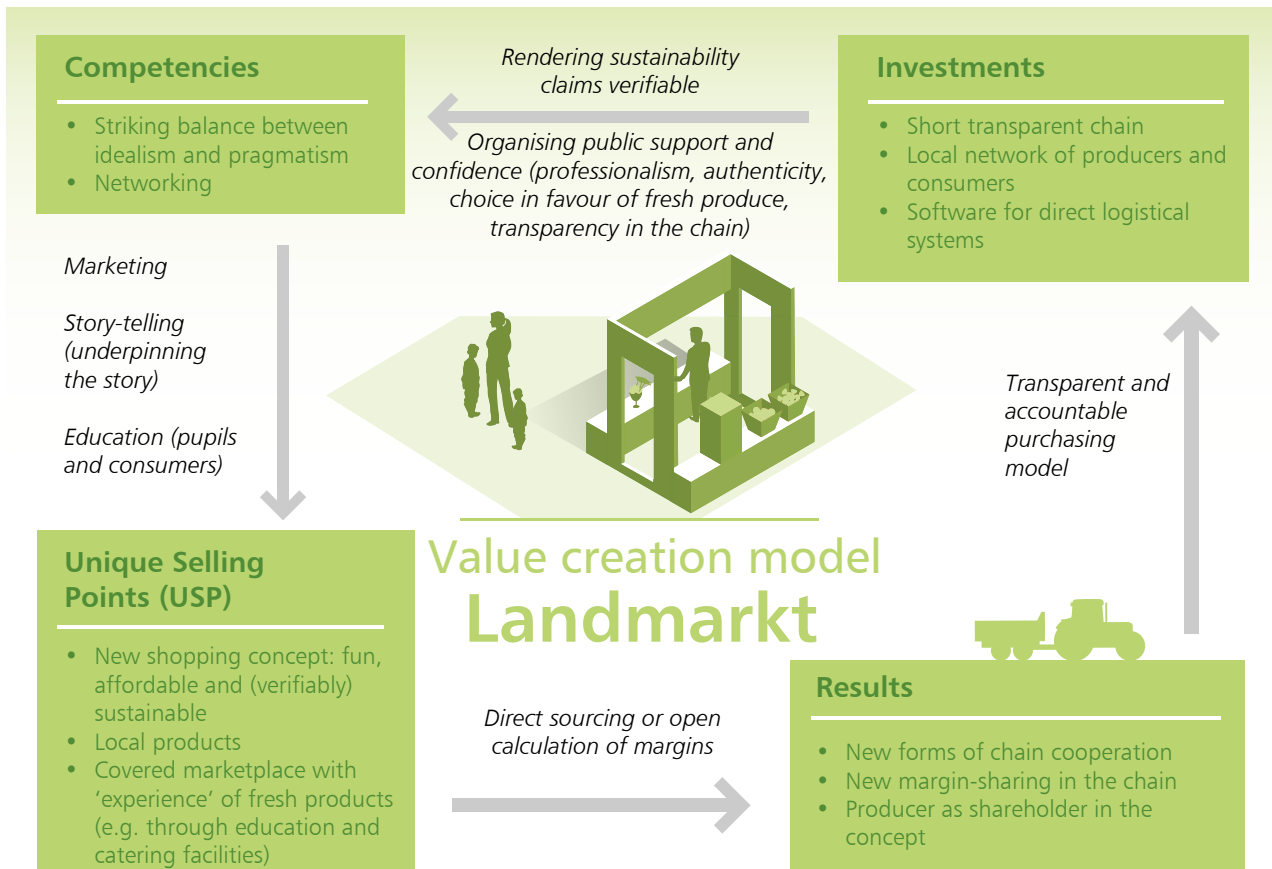 Competencies
• Striking balance between
idealism and pragmatism
• Networking
Rendering sustainability
claims verifiable
Organising public support and
confidence (professionalism, authenticity,
choice in favour of fresh produce,
transparency in the chain)
Investments
• Short transparent chain
• Local network of producers and
consumers
• Software for direct logistical
systems
Marketing
Story-telling
(underpinning
the story)
Education (pupils
and consumers)
Transparent and
accountable
purchasing
model
Value creation model
Landmarkt
Unique Selling
Points (USP)
• New shopping concept: fun,
affordable and (verifiably)
sustainable
• Local products
• Covered marketplace with
‘experience’ of fresh products
(e.g. through education and
catering facilities)
Direct sourcing or open
calculation of margins
Results
• New forms of chain cooperation
• New margin-sharing in the chain
• Producer as shareholder in the
concept